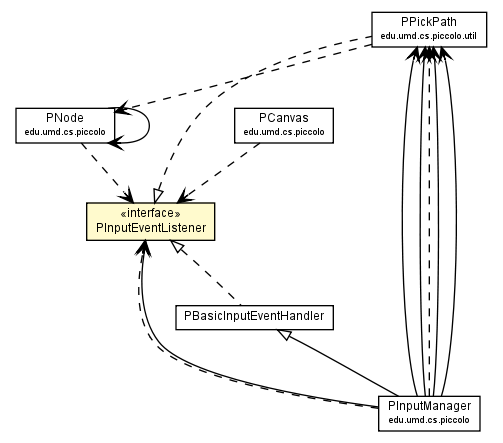 PPickPath
edu.umd.cs.piccolo.util
PNode
edu.umd.cs.piccolo
PCanvas
edu.umd.cs.piccolo
«interface»
PInputEventListener
PBasicInputEventHandler
PInputManager
edu.umd.cs.piccolo